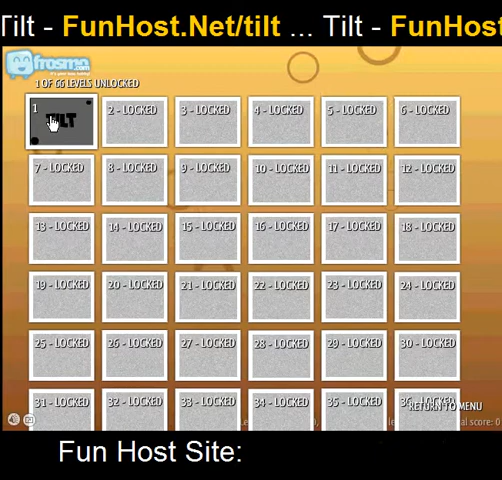 Tilt - FunHost.Net/tilt ... Tilt - FunHost
frosmo.com
1 OF 66 LEVELS UNLOCKED
1 TILT
2 - LOCKED
3 - LOCKED
4 - LOCKED
5 - LOCKED
6 - LOCKED
7 - LOCKED
8 - LOCKED
9 - LOCKED
10 - LOCKED
11 - LOCKED
12 - LOCKED
13 - LOCKED
14 - LOCKED
15 - LOCKED
16 - LOCKED
17 - LOCKED
18 - LOCKED
19 - LOCKED
20 - LOCKED
21 - LOCKED
22 - LOCKED
23 - LOCKED
24 - LOCKED
25 - LOCKED
26 - LOCKED
27 - LOCKED
28 - LOCKED
29 - LOCKED
30 - LOCKED
31 - LOCKED
32 - LOCKED
33 - LOCKED
34 - LOCKED
35 - LOCKED
RETURN TO MENU
score: 0
Fun Host Site: